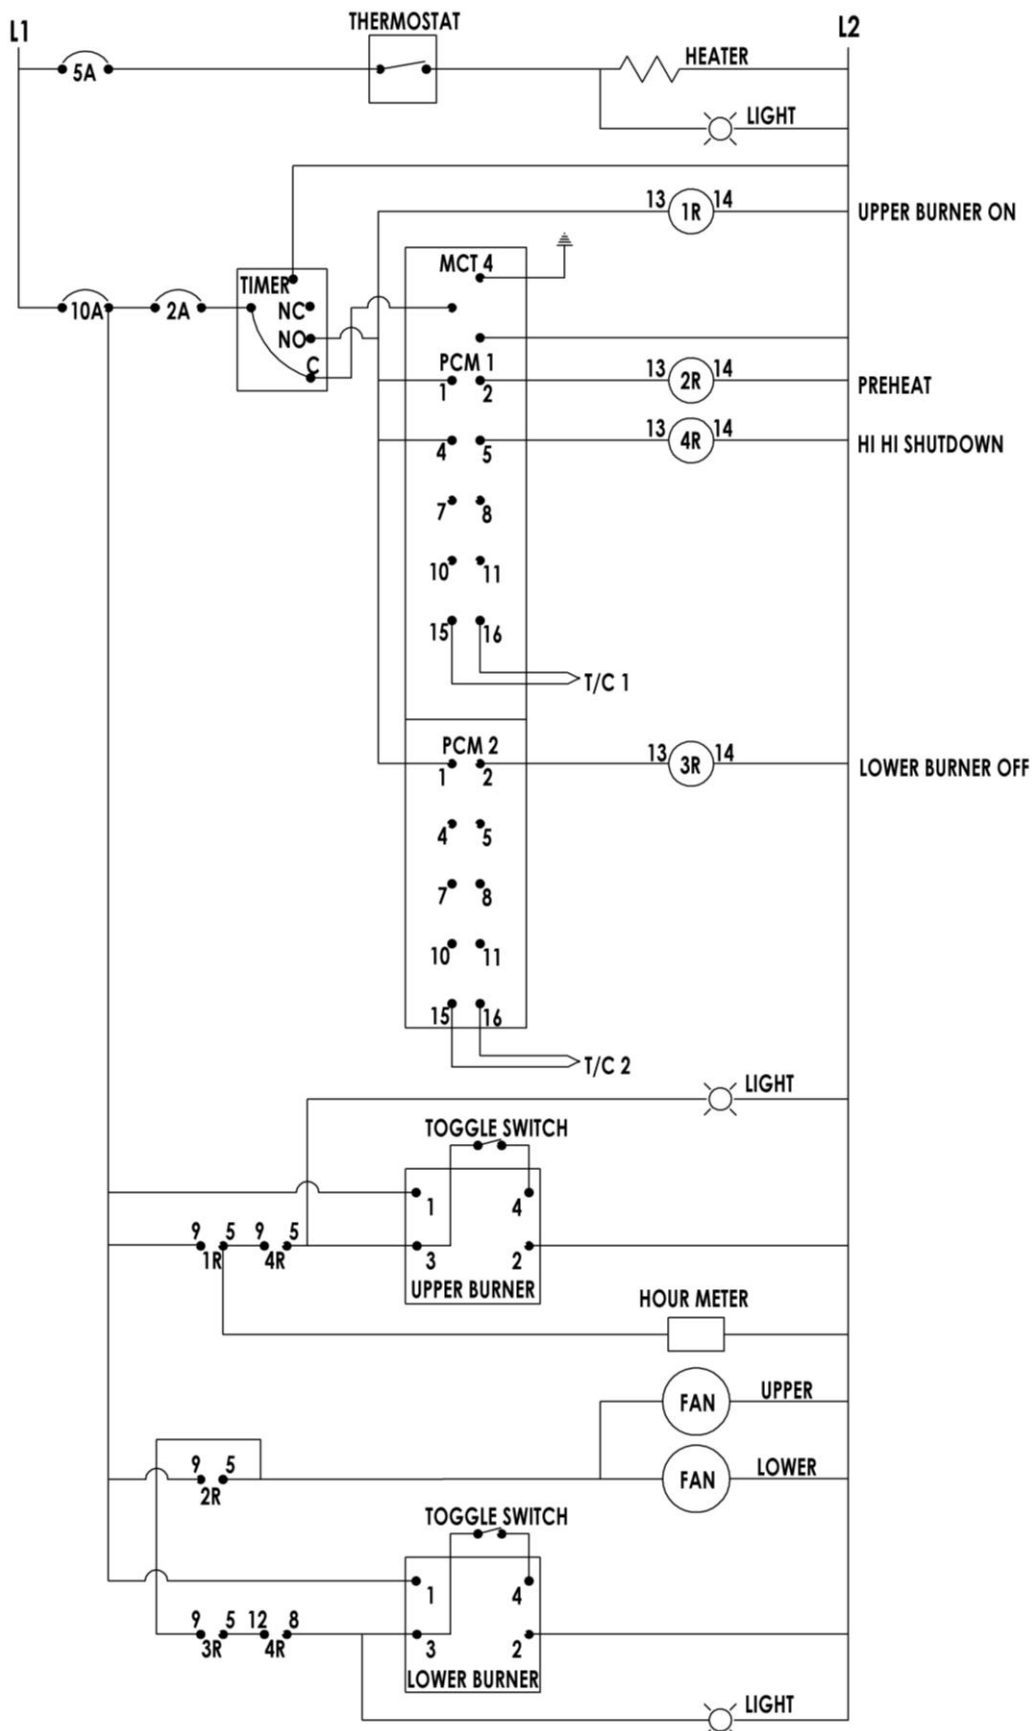 L1
THERMOSTAT
L2
5A
HEATER
LIGHT
13 1R 14
UPPER BURNER ON
MCT 4
TIMER
10A
2A
NC
NO
C
PCM 1
1 2
13 2R 14
PREHEAT
4 5
13 4R 14
HI HI SHUTDOWN
7 8
10 11
15 16
T/C 1
PCM 2
1 2
13 3R 14
LOWER BURNER OFF
4 5
7 8
10 11
15 16
T/C 2
LIGHT
TOGGLE SWITCH
1 4
9 5 9 5
1R 4R
3 2
UPPER BURNER
HOUR METER
FAN UPPER
9 5
2R
FAN LOWER
TOGGLE SWITCH
1 4
9 5 12 8
3R 4R
3 2
LOWER BURNER
LIGHT